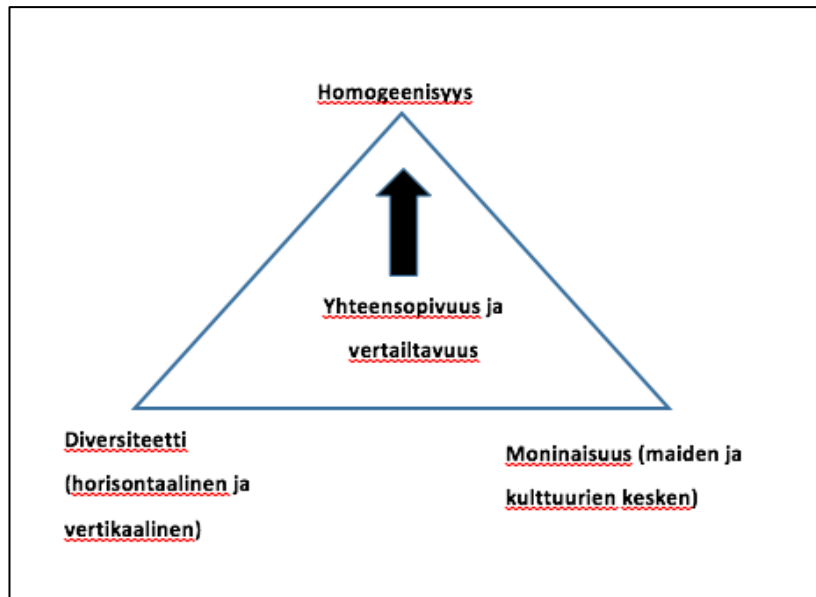 Homogeenisyys
Yhteensopivuus ja
vertailtavuus
Diversiteetti
(horisontaalinen ja
vertikaalinen)
Moninaisuus (maiden ja
kulttuurien kesken)